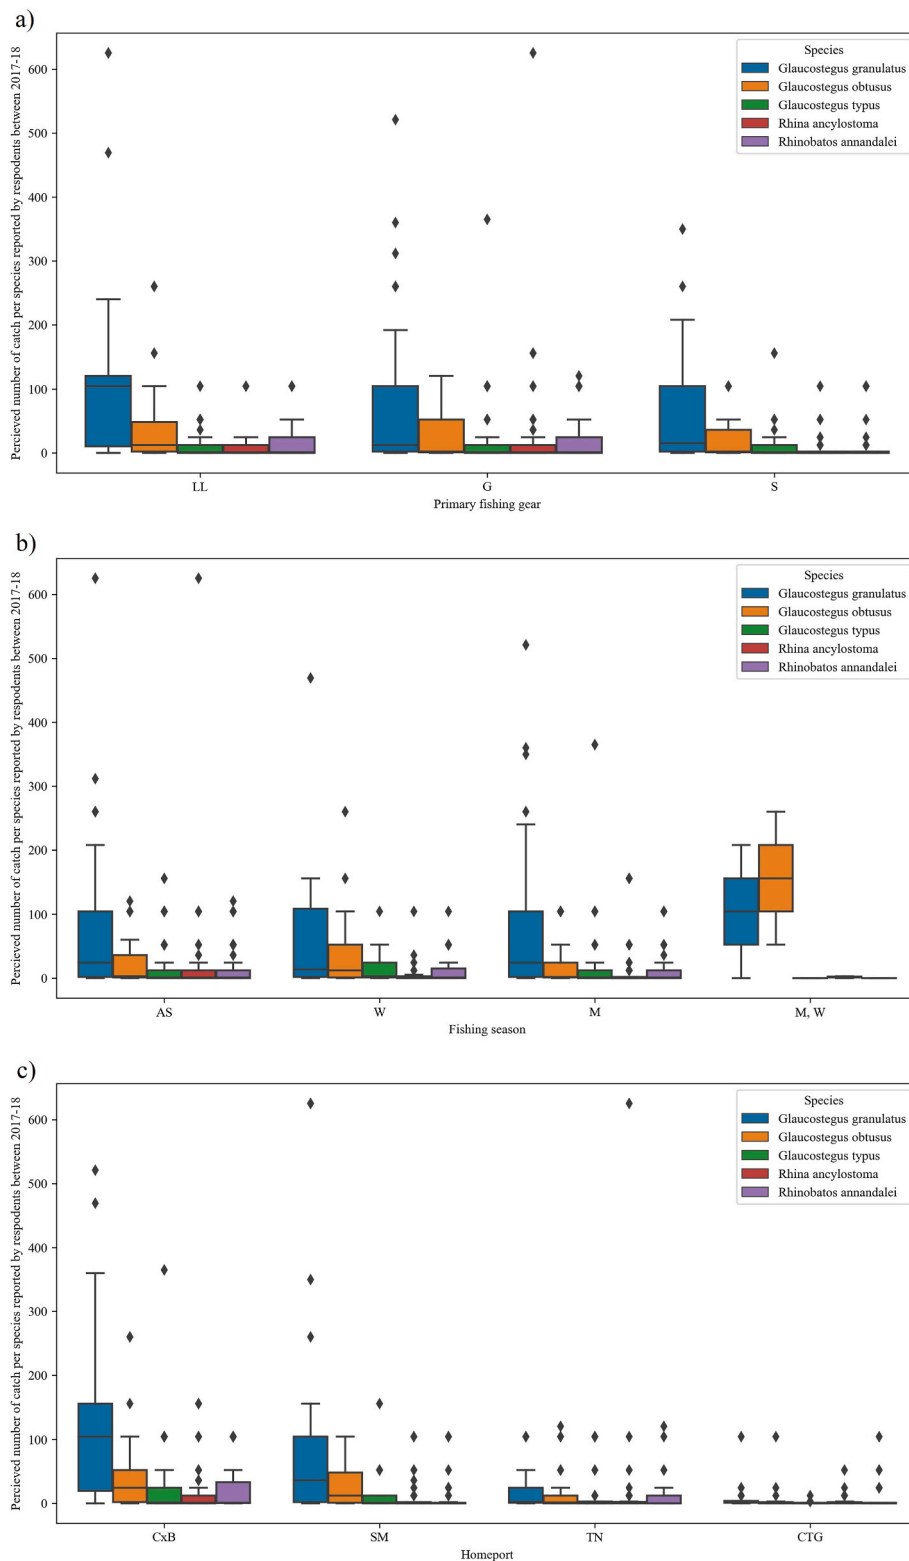 a)
Percieved number of catch per species reported by respodents between 2017-18
600
500
400
300
200
100
0
Species
Glaucostegus granulatus
Glaucostegus obtusus
Glaucostegus typus
Rhina ancylostoma
Rhinobatos annandalei
LL G S
Primary fishing gear
b)
Percieved number of catch per species reported by respodents between 2017-18
600
500
400
300
200
100
0
Species
Glaucostegus granulatus
Glaucostegus obtusus
Glaucostegus typus
Rhina ancylostoma
Rhinobatos annandalei
AS W M M, W
Fishing season
c)
Percieved number of catch per species reported by respodents between 2017-18
600
500
400
300
200
100
0
Species
Glaucostegus granulatus
Glaucostegus obtusus
Glaucostegus typus
Rhina ancylostoma
Rhinobatos annandalei
CxB SM TN CTG
Homeport